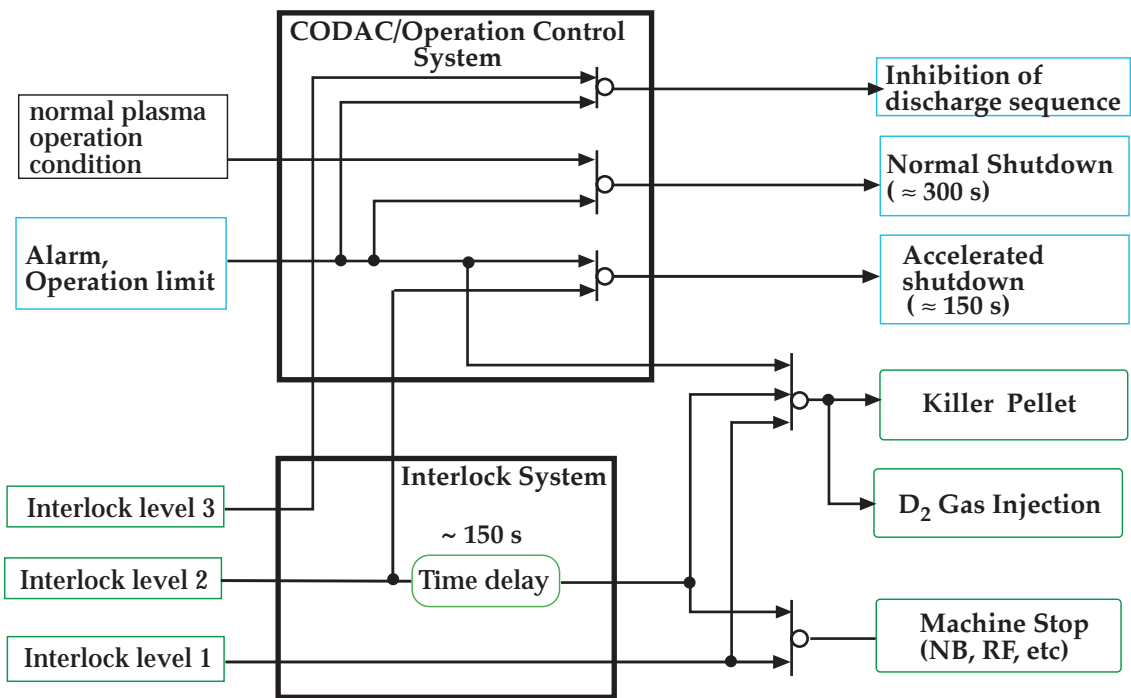 CODAC/Operation Control
System
Inhibition of
discharge sequence
normal plasma
operation
condition
Normal Shutdown
( ≈ 300 s)
Alarm,
Operation limit
Accelerated
shutdown
( ≈ 150 s)
Killer Pellet
Interlock System
Interlock level 3
D₂ Gas Injection
~ 150 s
Interlock level 2
Time delay
Machine Stop
(NB, RF, etc)
Interlock level 1